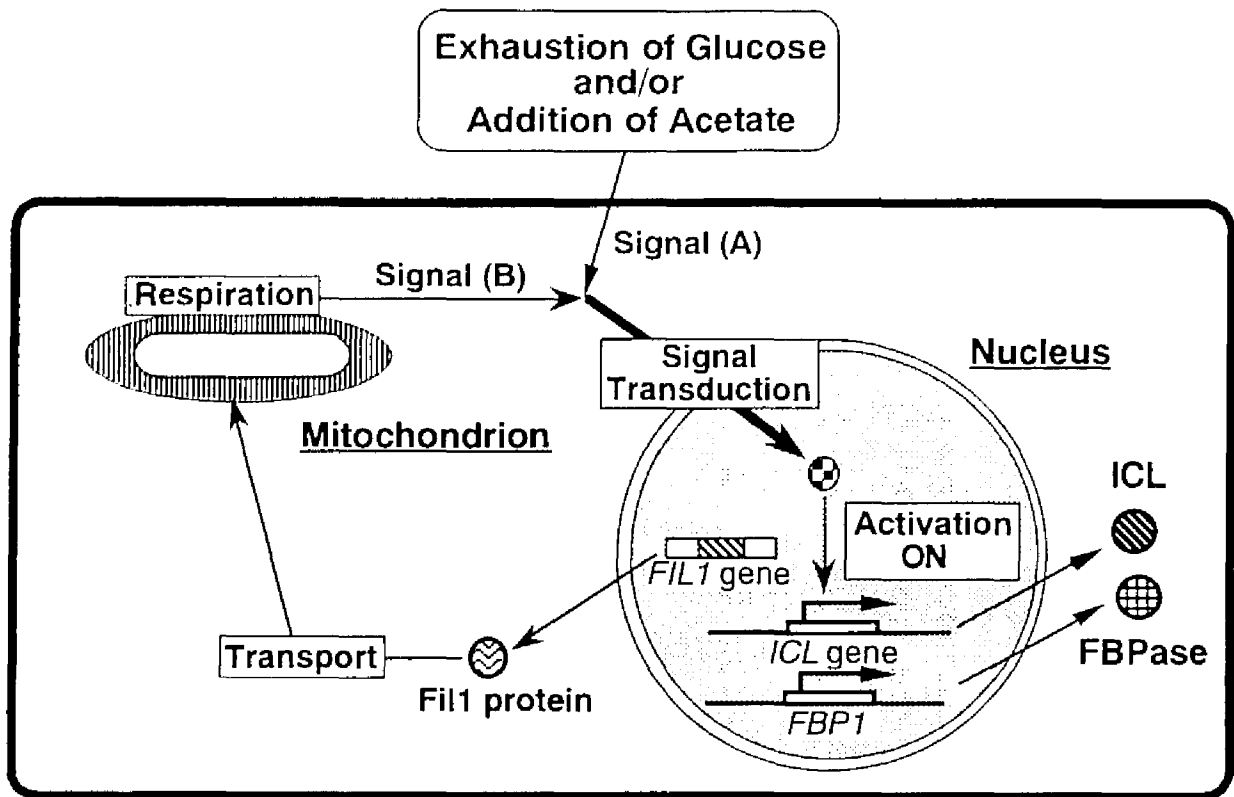 Exhaustion of Glucose
and/or
Addition of Acetate
Signal (A)
Signal (B)
Respiration
Signal
Transduction
Nucleus
Mitochondrion
ICL
Activation
ON
FIL1 gene
Transport
Fil1 protein
ICL gene
FBPase
FBP1